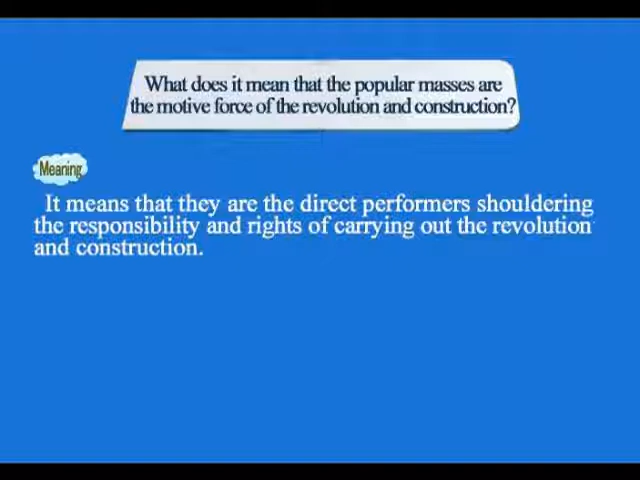 What does it mean that the popular masses are
the motive force of the revolution and construction?
Meaning
It means that they are the direct performers shouldering
the responsibility and rights of carrying out the revolution
and construction.